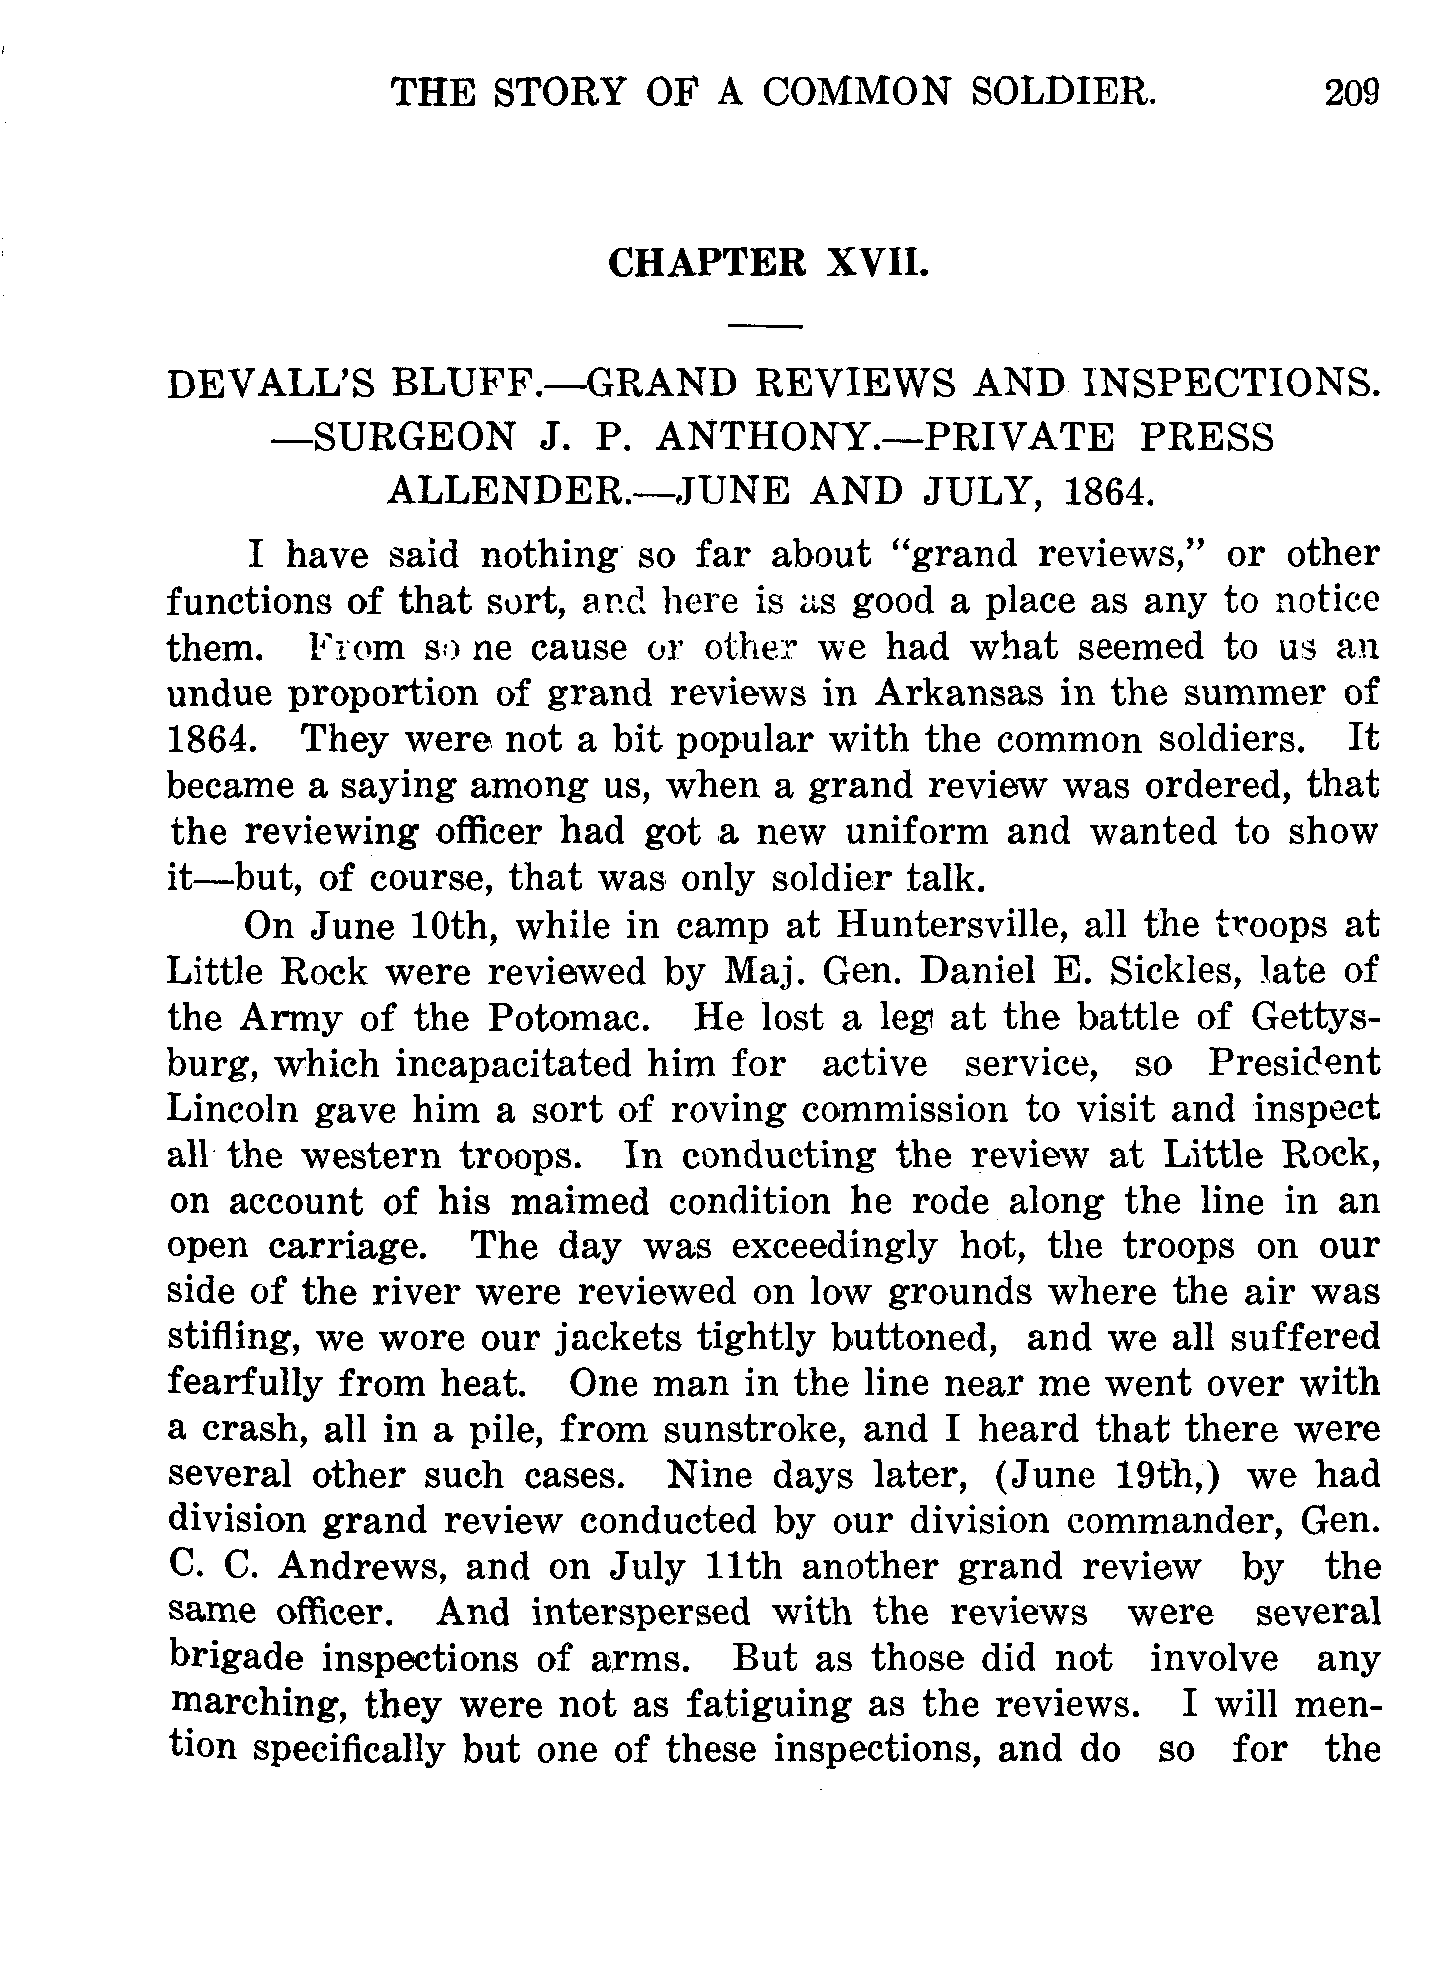 THE STORY OF A COMMON SOLDIER. 209
CHAPTER XVII.
DEVALL'S BLUFF.—GRAND REVIEWS AND INSPECTIONS.
—SURGEON J. P. ANTHONY.—PRIVATE PRESS
ALLENDER.—JUNE AND JULY, 1864.
I have said nothing so far about "grand reviews," or other
functions of that sort, and here is as good a place as any to notice
them. From some cause or other we had what seemed to us an
undue proportion of grand reviews in Arkansas in the summer of
1864. They were not a bit popular with the common soldiers. It
became a saying among us, when a grand review was ordered, that
the reviewing officer had got a new uniform and wanted to show
it—but, of course, that was only soldier talk.
On June 10th, while in camp at Huntersville, all the troops at
Little Rock were reviewed by Maj. Gen. Daniel E. Sickles, late of
the Army of the Potomac. He lost a leg at the battle of Gettys-
burg, which incapacitated him for active service, so President
Lincoln gave him a sort of roving commission to visit and inspect
all the western troops. In conducting the review at Little Rock,
on account of his maimed condition he rode along the line in an
open carriage. The day was exceedingly hot, the troops on our
side of the river were reviewed on low grounds where the air was
stifling, we wore our jackets tightly buttoned, and we all suffered
fearfully from heat. One man in the line near me went over with
a crash, all in a pile, from sunstroke, and I heard that there were
several other such cases. Nine days later, (June 19th,) we had
division grand review conducted by our division commander, Gen.
C. C. Andrews, and on July 11th another grand review by the
same officer. And interspersed with the reviews were several
brigade inspections of arms. But as those did not involve any
marching, they were not as fatiguing as the reviews. I will men-
tion specifically but one of these inspections, and do so for the